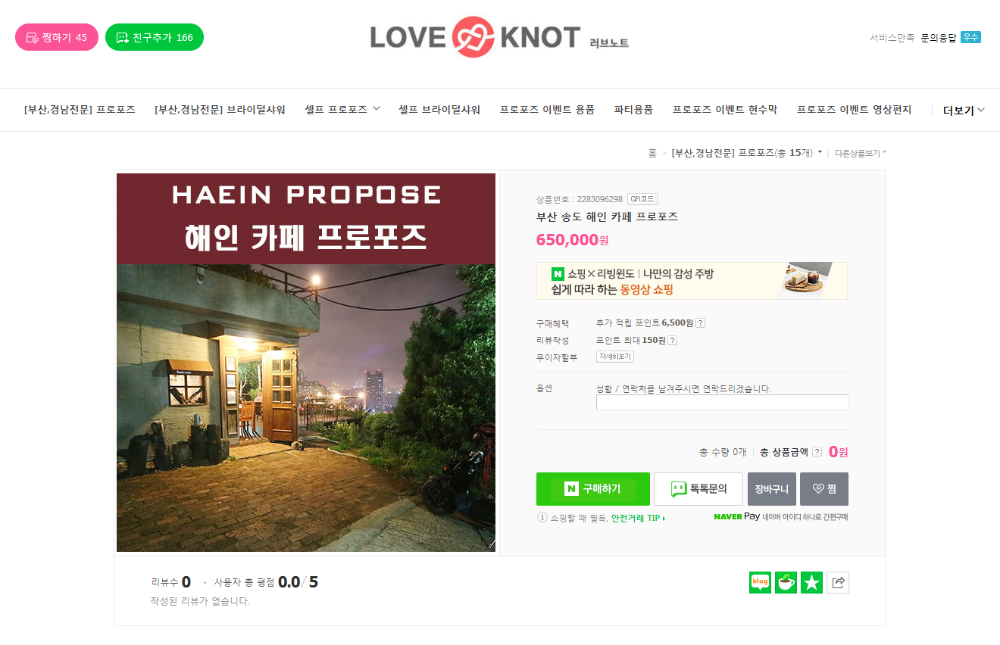 찜하기 45
친구추가 166
LOVE KNOT 러브노트
서비스만족 문의응답 우수
[부산,경남전문] 프로포즈
[부산,경남전문] 브라이덜샤워
셀프 프로포즈
셀프 브라이덜샤워
프로포즈 이벤트 용품
파티용품
프로포즈 이벤트 현수막
프로포즈 이벤트 영상편지
더보기
홈 > [부산,경남전문] 프로포즈(총 15개) | 다른상품보기
HAEIN PROPOSE
해인 카페 프로포즈
상품번호 : 2283096298 QR코드
부산 송도 해인 카페 프로포즈
650,000원
N 쇼핑×리빙윈도 | 나만의 감성 주방
쉽게 따라 하는 동영상 쇼핑
구매혜택 추가 적립 포인트 6,500원 ?
리뷰작성 포인트 최대 150원 ?
무이자할부 자세히보기
옵션 성함 / 연락처를 남겨주시면 연락드리겠습니다.
총 수량 0개 | 총 상품금액 ? 0원
N 구매하기
톡톡문의
장바구니
찜
쇼핑할 때 필독, 안전거래 TIP
NAVER Pay 네이버 아이디 하나로 간편구매
리뷰수 0 · 사용자 총 평점 0.0/ 5
작성된 리뷰가 없습니다.
blog